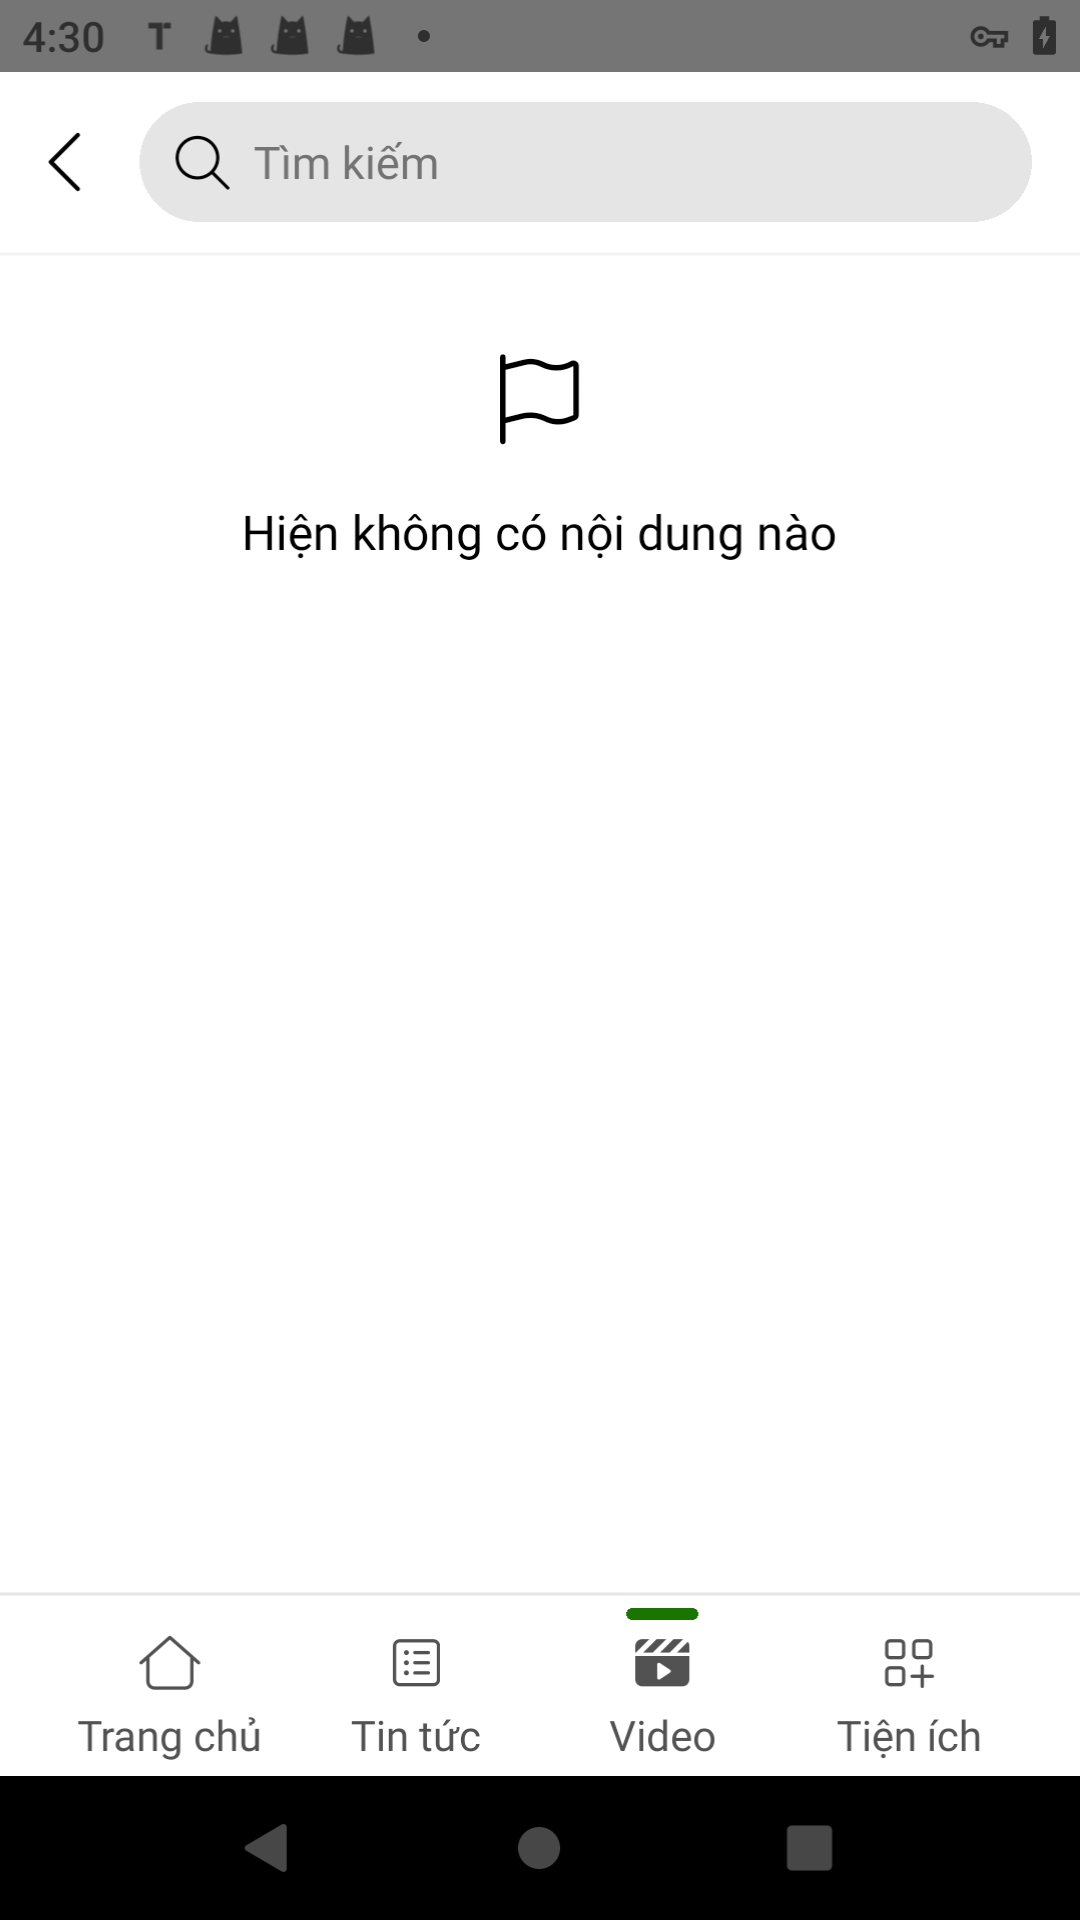 4:30
Tìm kiếm
Hiện không có nội dung nào
Trang chủ Tin tức Video Tiện ích